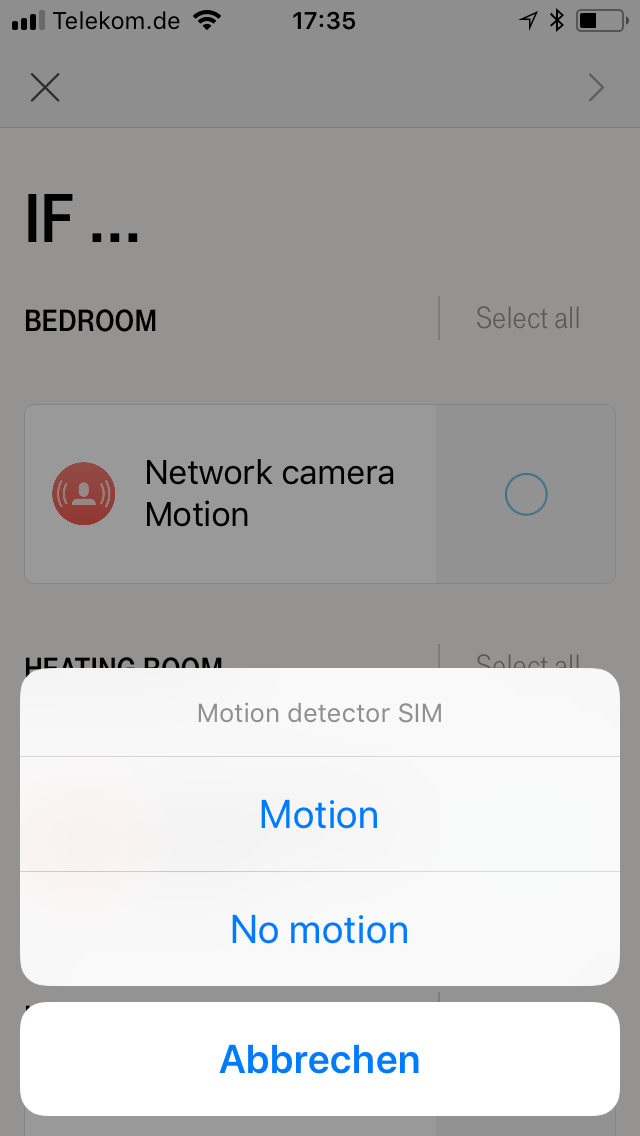 Telekom.de 17:35
IF ...
BEDROOM Select all
Network camera
Motion
HEATING ROOM Select all
Motion detector SIM
Motion
No motion
Abbrechen